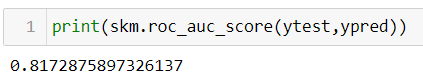 1 print(skm.roc_auc_score(ytest,ypred))
0.8172875897326137